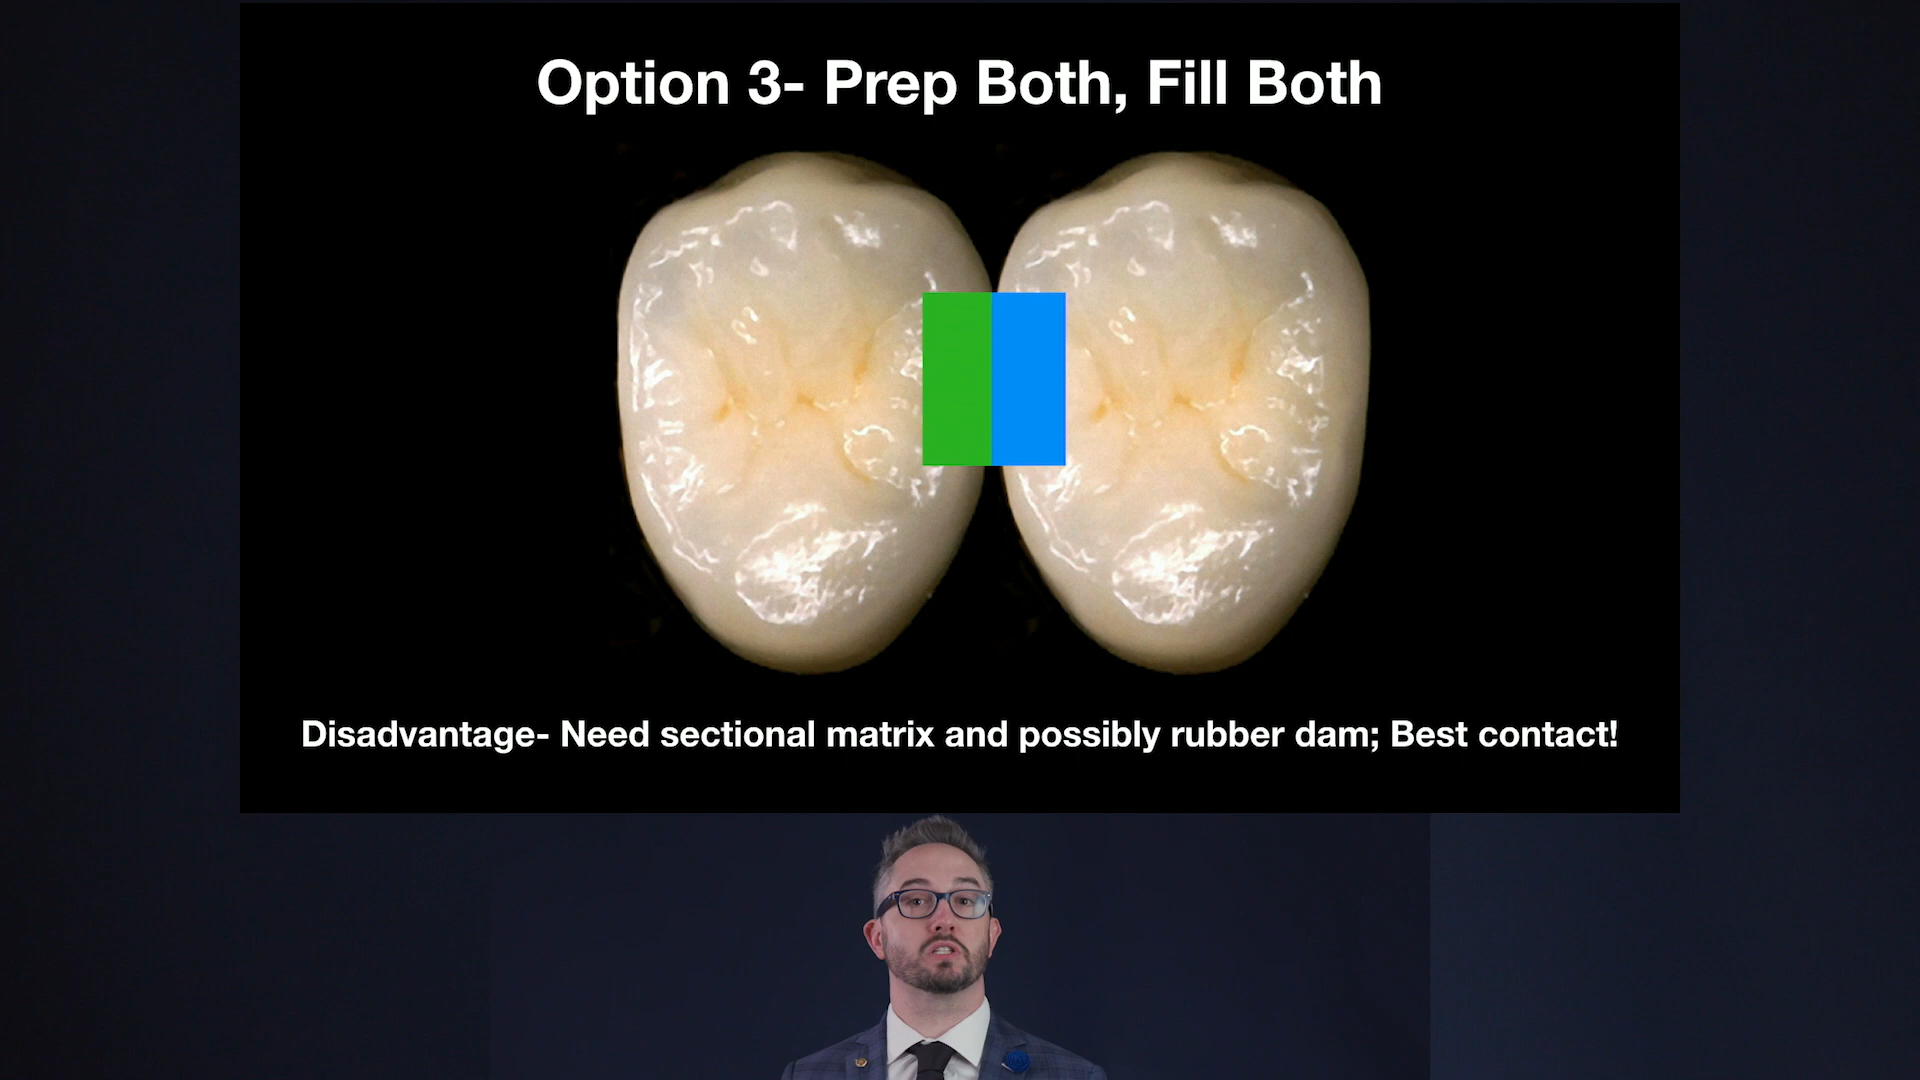 Option 3- Prep Both, Fill Both
Disadvantage- Need sectional matrix and possibly rubber dam; Best contact!